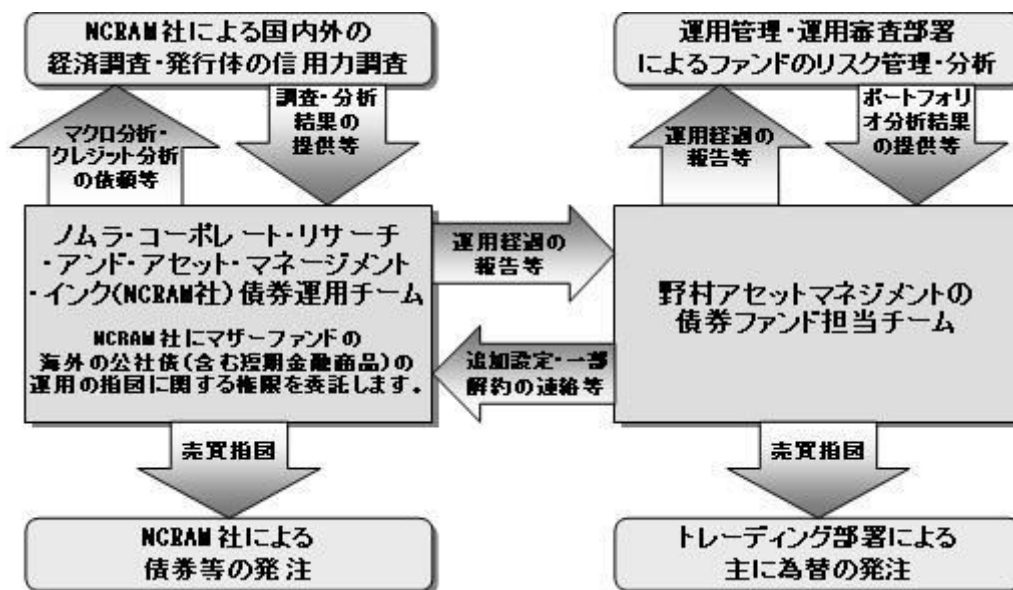 NCRAM社による国内外の
経済調査・発行体の信用力調査
運用管理・運用審査部署
によるファンドのリスク管理・分析
マクロ分析・
クレジット分析
の依頼等
調査・分析
結果の
提供等
運用経過の
報告等
ポートフォリ
オ分析結果
の提供等
ノムラ・コーポレート・リサーチ
・アンド・アセット・マネージメント
・インク(NCRAM社)債券運用チーム
NCRAM社にマザーファンドの
海外の公社債(含む短期金融商品)の
運用の指図に関する権限を委託します。
運用経過の
報告等
追加設定・一部
解約の連絡等
野村アセットマネジメントの
債券ファンド担当チーム
売買指図
売買指図
NCRAM社による
債券等の発注
トレーディング部署による
主に為替の発注